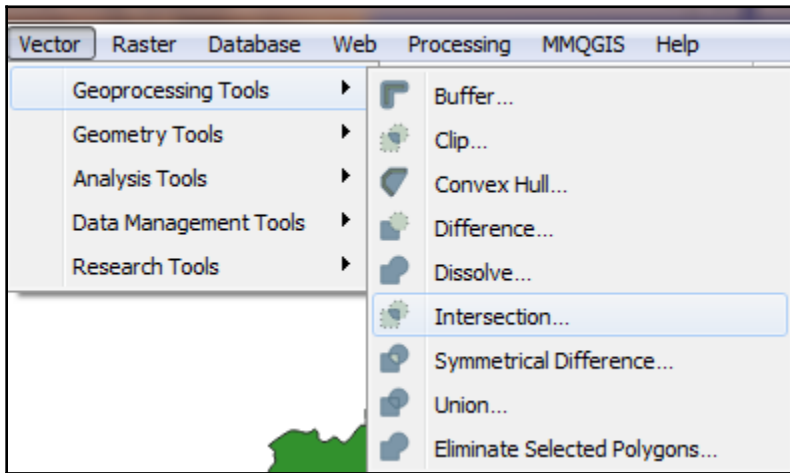 Vector Raster Database Web Processing MMQGIS Help
Geoprocessing Tools
Geometry Tools
Analysis Tools
Data Management Tools
Research Tools
Buffer...
Clip...
Convex Hull...
Difference...
Dissolve...
Intersection...
Symmetrical Difference...
Union...
Eliminate Selected Polygons...